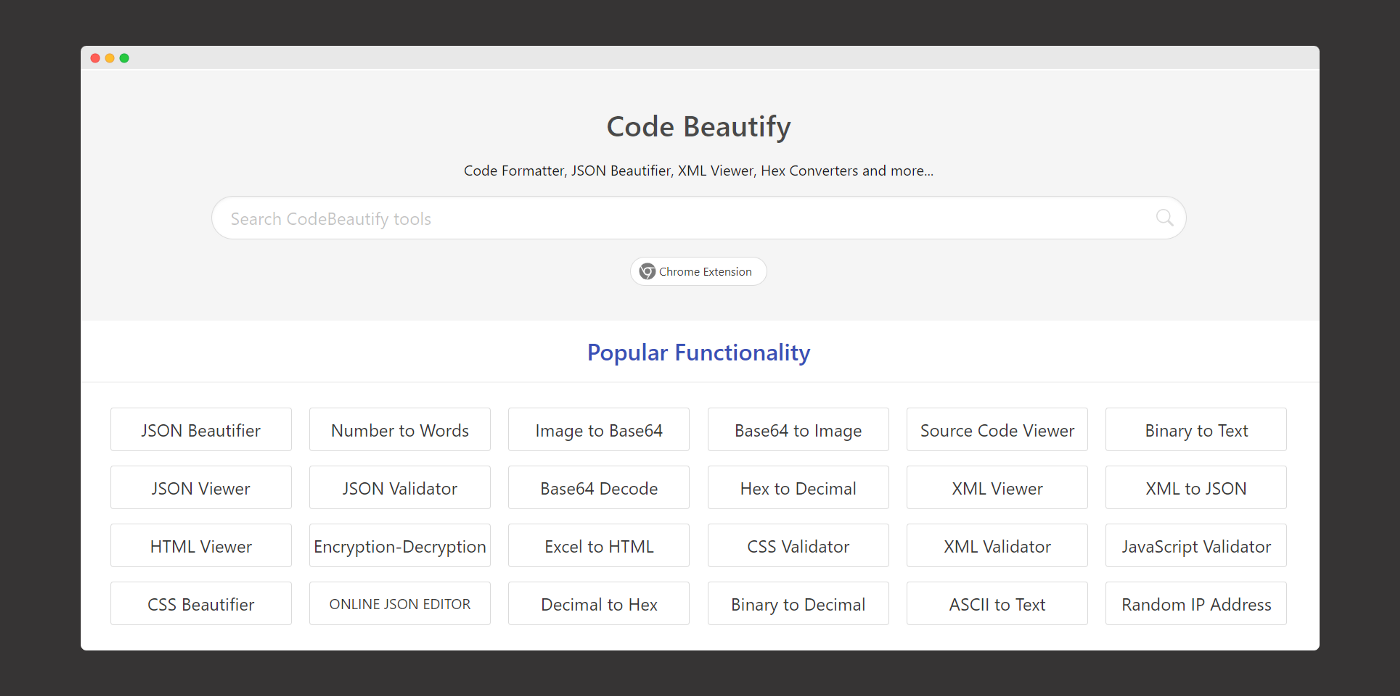 Code Beautify
Code Formatter, JSON Beautifier, XML Viewer, Hex Converters and more...
Search CodeBeautify tools
Chrome Extension
Popular Functionality
JSON Beautifier
Number to Words
Image to Base64
Base64 to Image
Source Code Viewer
Binary to Text
JSON Viewer
JSON Validator
Base64 Decode
Hex to Decimal
XML Viewer
XML to JSON
HTML Viewer
Encryption-Decryption
Excel to HTML
CSS Validator
XML Validator
JavaScript Validator
CSS Beautifier
ONLINE JSON EDITOR
Decimal to Hex
Binary to Decimal
ASCII to Text
Random IP Address